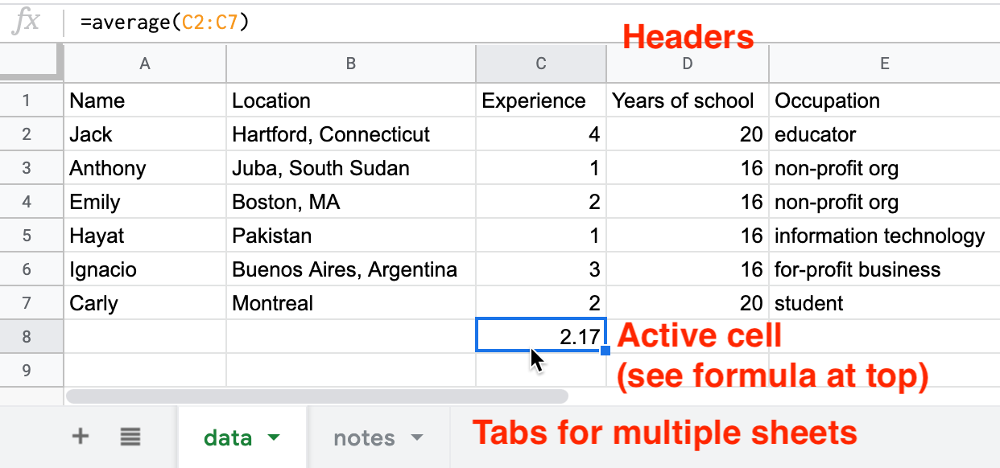 fx =average(C2:C7)
Headers
A B C D E
1 Name Location Experience Years of school Occupation
2 Jack Hartford, Connecticut 4 20 educator
3 Anthony Juba, South Sudan 1 16 non-profit org
4 Emily Boston, MA 2 16 non-profit org
5 Hayat Pakistan 1 16 information technology
6 Ignacio Buenos Aires, Argentina 3 16 for-profit business
7 Carly Montreal 2 20 student
8 2.17 Active cell
9 (see formula at top)
+ data notes Tabs for multiple sheets